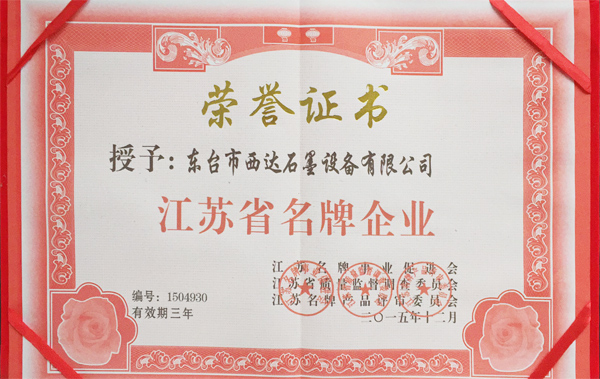 荣誉证书
授予：东台市西达石墨设备有限公司
江苏省名牌企业
江苏名牌事业促进会
江苏省质量监督调查委员会
江苏名牌产品评审委员会
编号：1504930
有效期三年
二〇一五年十二月